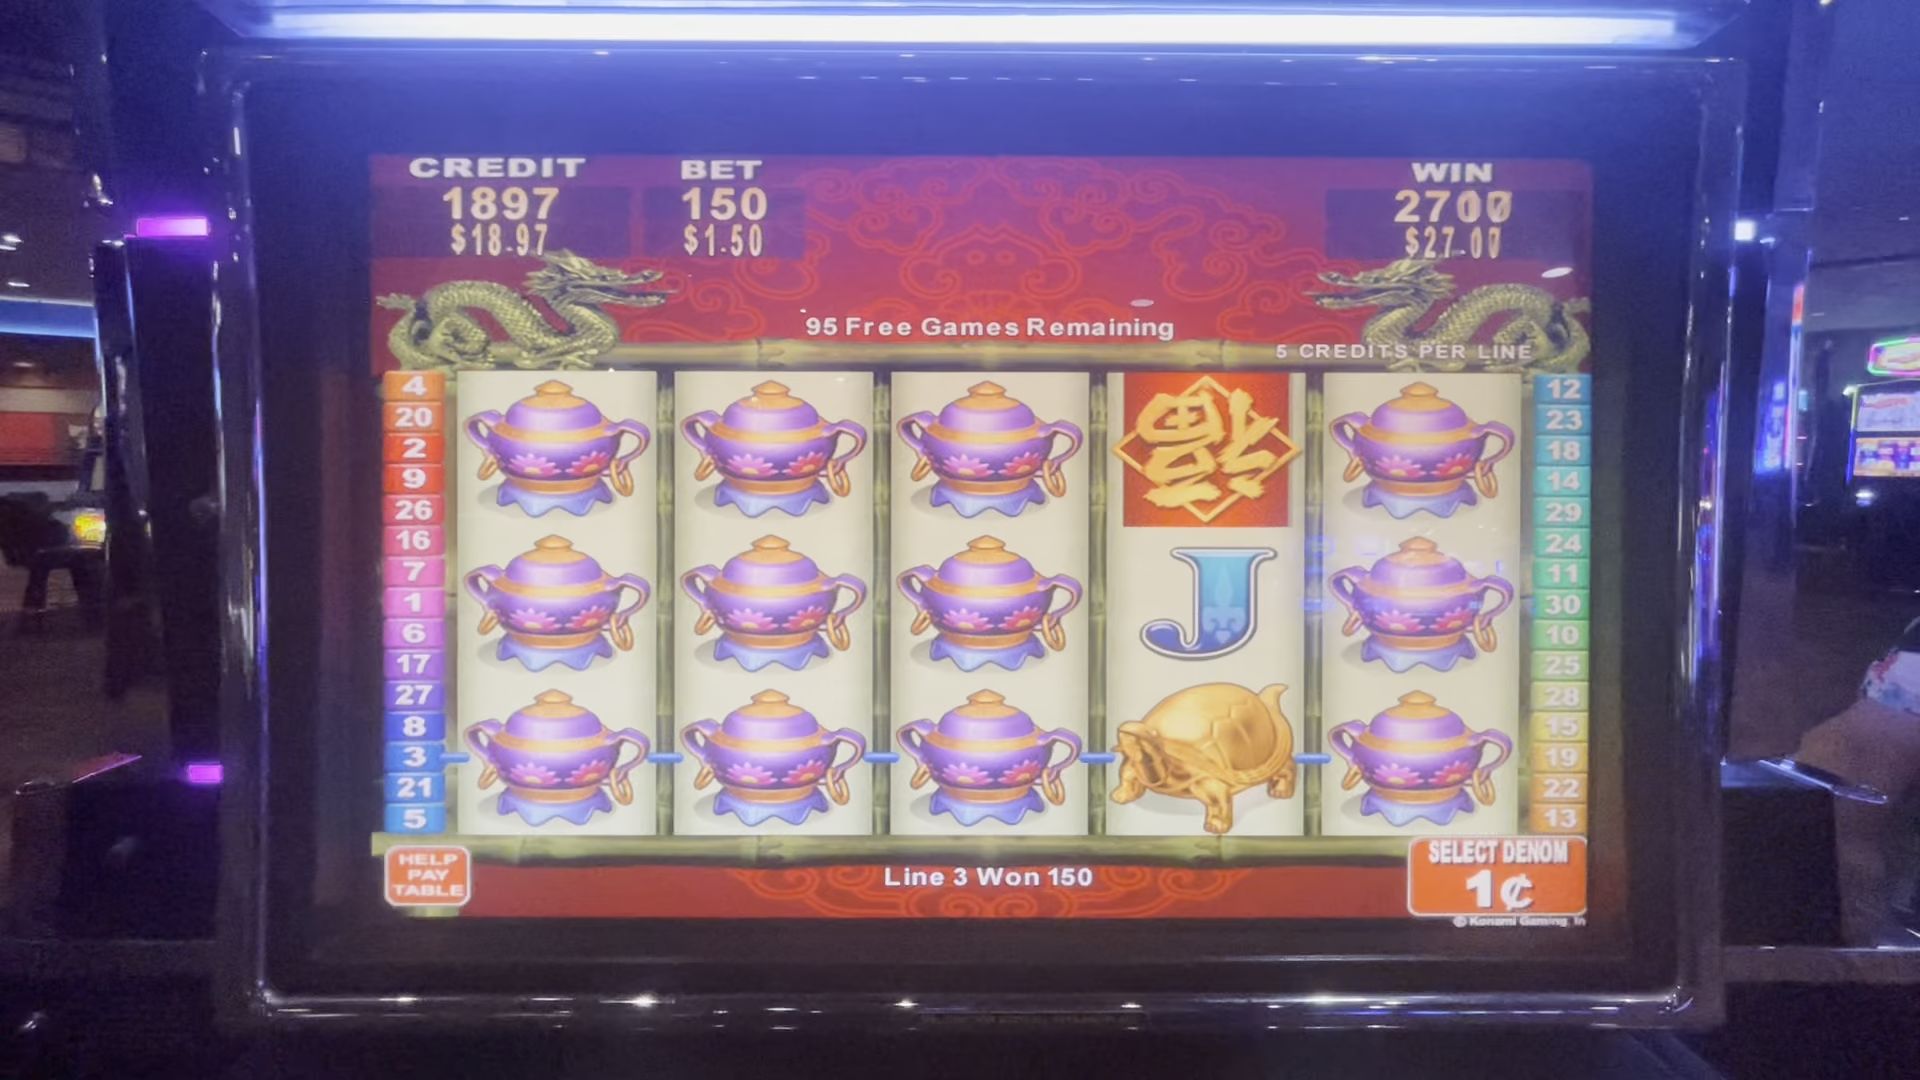 CREDIT
1897
$18.97
BET
150
$1.50
WIN
2700
$27.00
95 Free Games Remaining
5 CREDITS PER LINE
4
20
2
9
26
16
7
1
6
17
27
8
3
21
5
福
J
12
23
18
14
29
24
11
30
10
25
28
15
19
22
13
HELP
PAY
TABLE
Line 3 Won 150
SELECT DENOM
1¢
© Konami Gaming, In